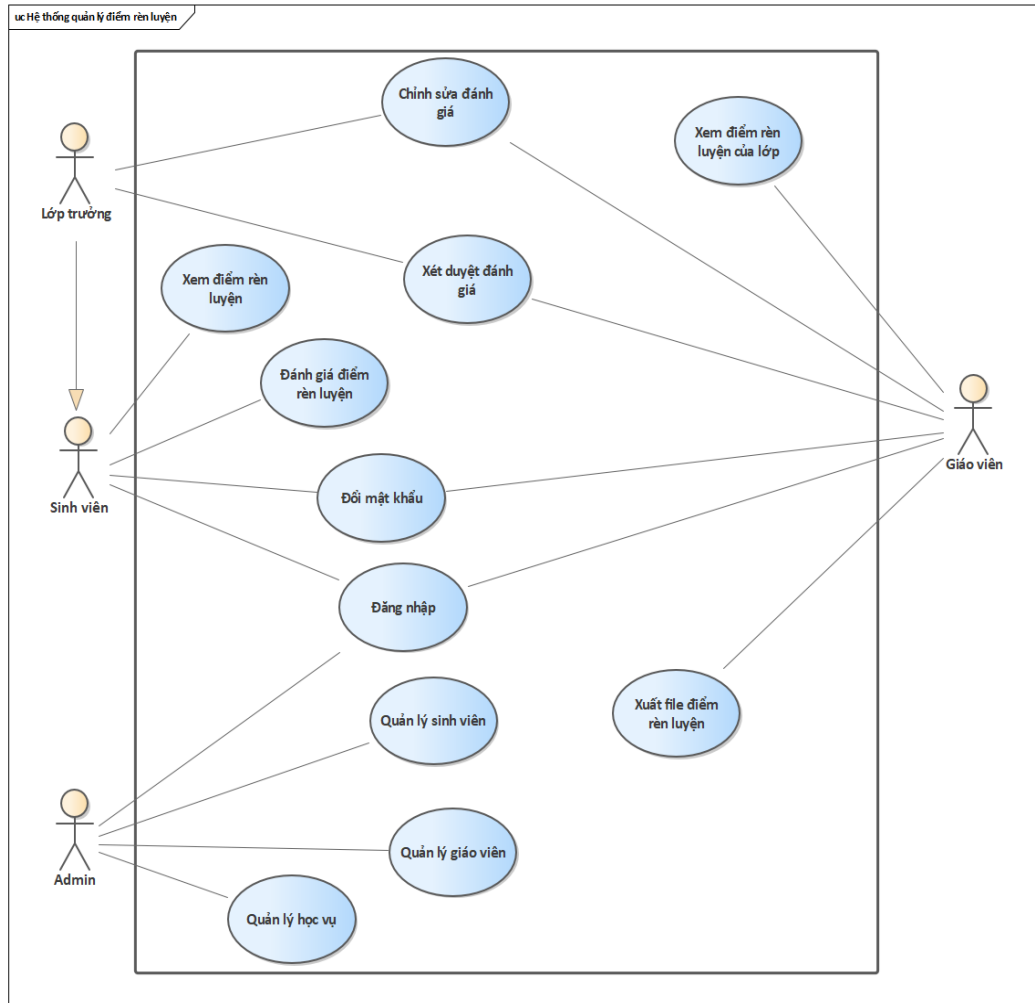 uc Hệ thống quản lý điểm rèn luyện
Chỉnh sửa đánh
giá
Xem điểm rèn
luyện của lớp
Lớp trưởng
Xét duyệt đánh
giá
Xem điểm rèn
luyện
Đánh giá điểm
rèn luyện
Giáo viên
Đổi mật khẩu
Sinh viên
Đăng nhập
Quản lý sinh viên
Xuất file điểm
rèn luyện
Quản lý giáo viên
Admin
Quản lý học vụ